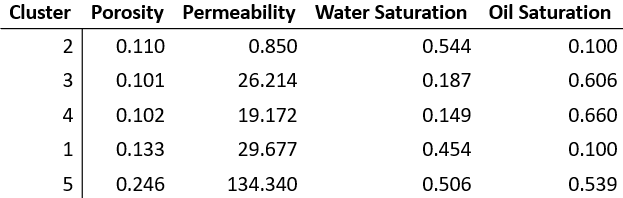 Cluster Porosity Permeability Water Saturation Oil Saturation
2 0.110 0.850 0.544 0.100
3 0.101 26.214 0.187 0.606
4 0.102 19.172 0.149 0.660
1 0.133 29.677 0.454 0.100
5 0.246 134.340 0.506 0.539